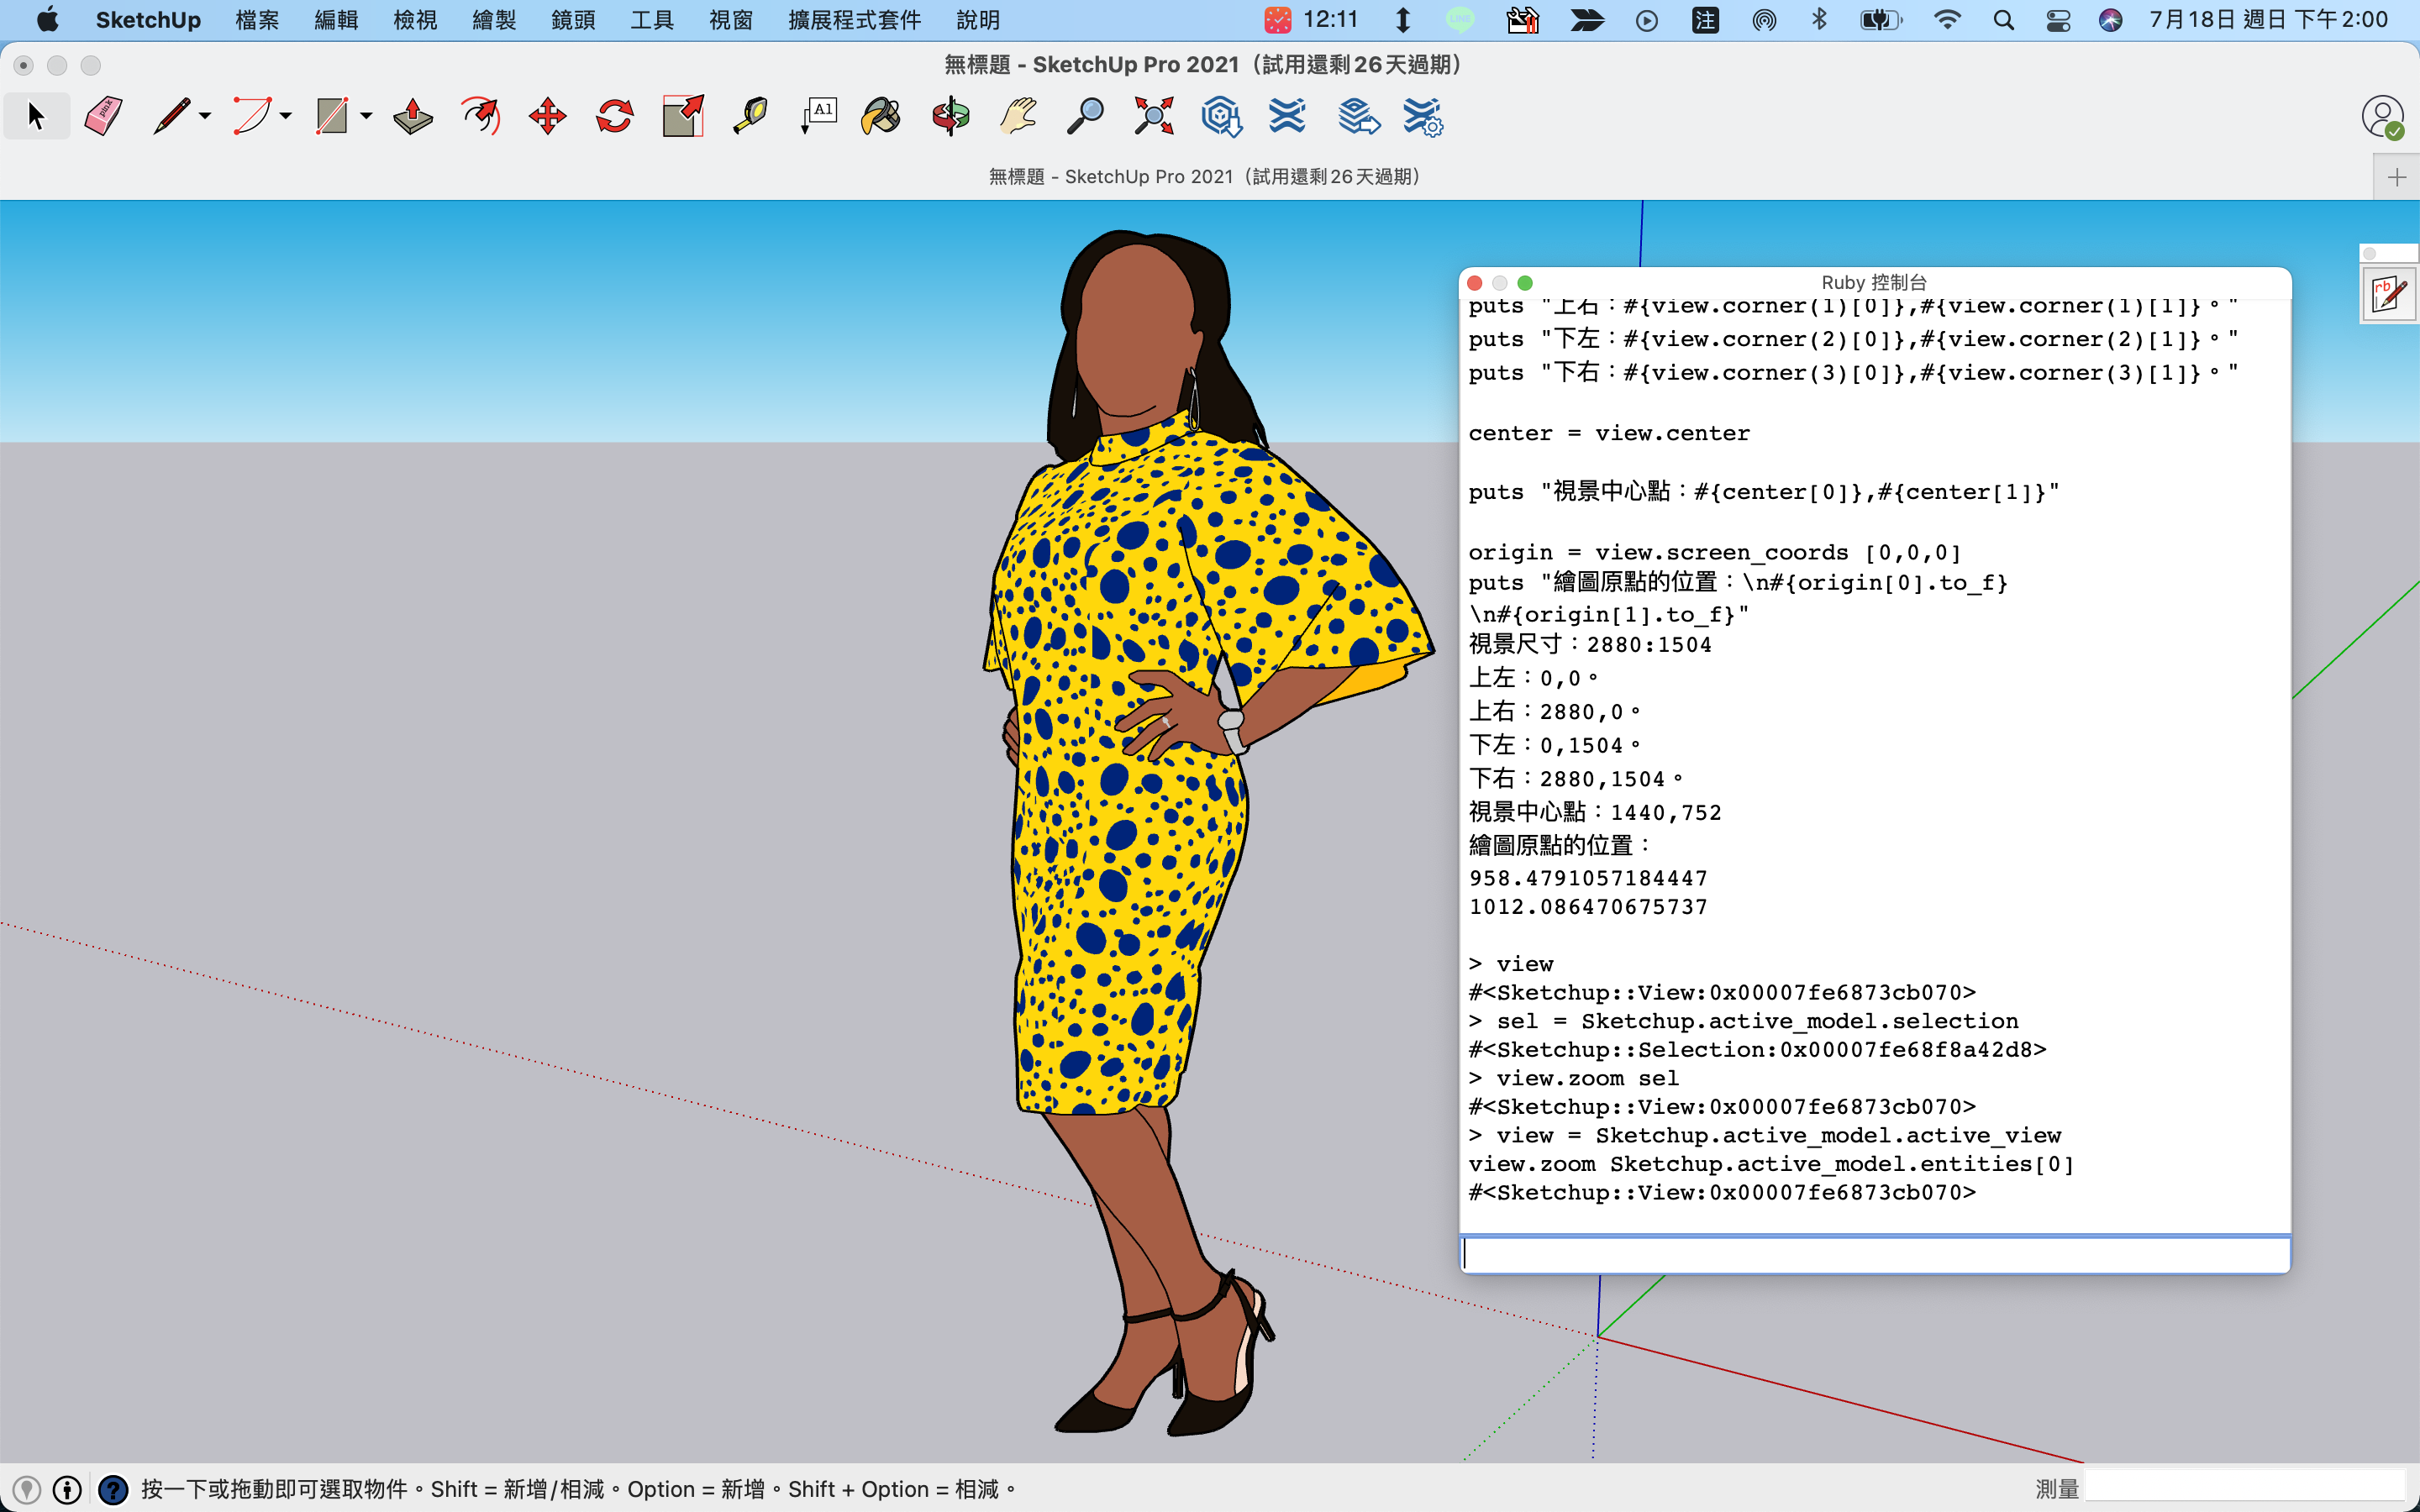 SketchUp 檔案 編輯 檢視 繪製 鏡頭 工具 視窗 擴展程式套件 說明 12:11 LINE 注 7月18日 週日 下午2:00
無標題 - SketchUp Pro 2021（試用還剩26天過期）
pink A1
無標題 - SketchUp Pro 2021（試用還剩26天過期）
Ruby 控制台
rb
puts "上右：#{view.corner(1)[0]},#{view.corner(1)[1]}。"
puts "下左：#{view.corner(2)[0]},#{view.corner(2)[1]}。"
puts "下右：#{view.corner(3)[0]},#{view.corner(3)[1]}。"
center = view.center
puts "視景中心點：#{center[0]},#{center[1]}"
origin = view.screen_coords [0,0,0]
puts "繪圖原點的位置：\n#{origin[0].to_f}
\n#{origin[1].to_f}"
視景尺寸：2880:1504
上左：0,0。
上右：2880,0。
下左：0,1504。
下右：2880,1504。
視景中心點：1440,752
繪圖原點的位置：
958.4791057184447
1012.086470675737
> view
#<Sketchup::View:0x00007fe6873cb070>
> sel = Sketchup.active_model.selection
#<Sketchup::Selection:0x00007fe68f8a42d8>
> view.zoom sel
#<Sketchup::View:0x00007fe6873cb070>
> view = Sketchup.active_model.active_view
view.zoom Sketchup.active_model.entities[0]
#<Sketchup::View:0x00007fe6873cb070>
按一下或拖動即可選取物件。Shift = 新增/相減。Option = 新增。Shift + Option = 相減。
測量